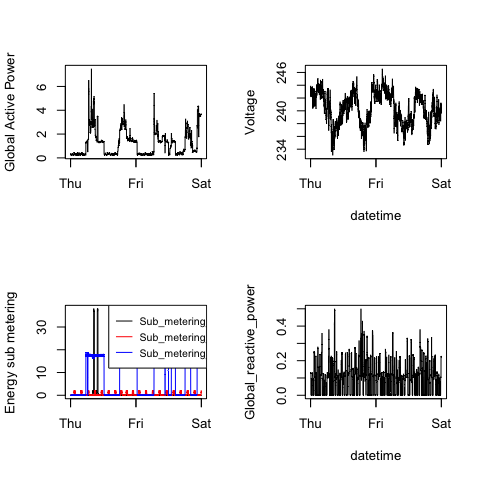 Global Active Power
0 2 4 6
Thu Fri Sat
Voltage
234 240 246
Thu Fri Sat
datetime
Energy sub metering
0 10 30
Sub_metering
Sub_metering
Sub_metering
Thu Fri Sat
Global_reactive_power
0.0 0.2 0.4
Thu Fri Sat
datetime